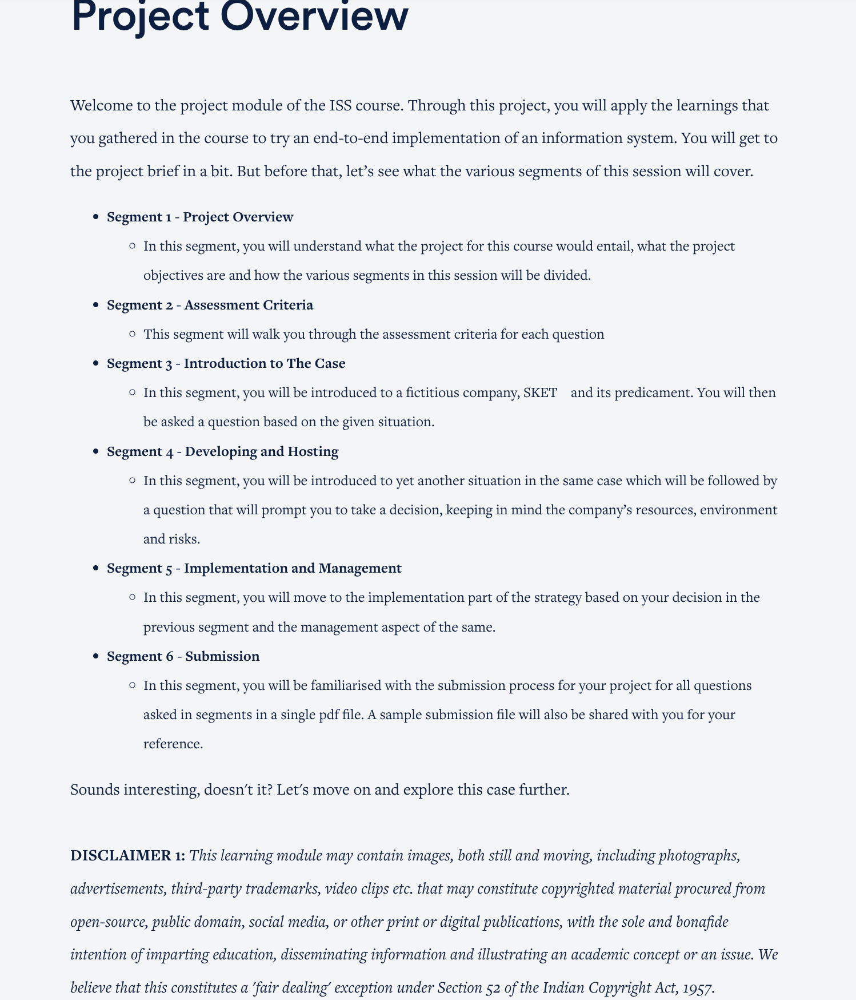 Project Overview
Welcome to the project module of the ISS course. Through this project, you will apply the learnings that
you gathered in the course to try an end-to-end implementation of an information system. You will get to
the project brief in a bit. But before that, let’s see what the various segments of this session will cover.
• Segment 1 - Project Overview
○ In this segment, you will understand what the project for this course would entail, what the project
objectives are and how the various segments in this session will be divided.
• Segment 2 - Assessment Criteria
○ This segment will walk you through the assessment criteria for each question
• Segment 3 - Introduction to The Case
○ In this segment, you will be introduced to a fictitious company, SKET and its predicament. You will then
be asked a question based on the given situation.
• Segment 4 - Developing and Hosting
○ In this segment, you will be introduced to yet another situation in the same case which will be followed by
a question that will prompt you to take a decision, keeping in mind the company’s resources, environment
and risks.
• Segment 5 - Implementation and Management
○ In this segment, you will move to the implementation part of the strategy based on your decision in the
previous segment and the management aspect of the same.
• Segment 6 - Submission
○ In this segment, you will be familiarised with the submission process for your project for all questions
asked in segments in a single pdf file. A sample submission file will also be shared with you for your
reference.
Sounds interesting, doesn't it? Let's move on and explore this case further.
DISCLAIMER 1: This learning module may contain images, both still and moving, including photographs,
advertisements, third-party trademarks, video clips etc. that may constitute copyrighted material procured from
open-source, public domain, social media, or other print or digital publications, with the sole and bonafide
intention of imparting education, disseminating information and illustrating an academic concept or an issue. We
believe that this constitutes a 'fair dealing' exception under Section 52 of the Indian Copyright Act, 1957.